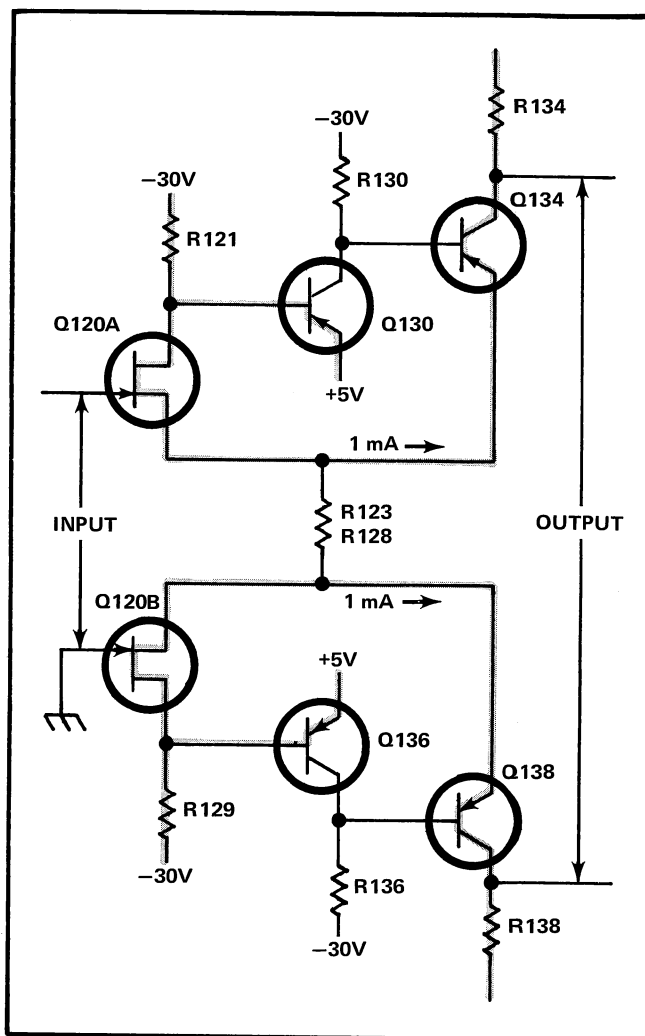 R134
−30V
R130
−30V
Q134
R121
Q120A
Q130
+5V
1 mA
R123
INPUT
OUTPUT
R128
Q120B
1 mA
+5V
Q136
Q138
R129
−30V
R136
R138
−30V